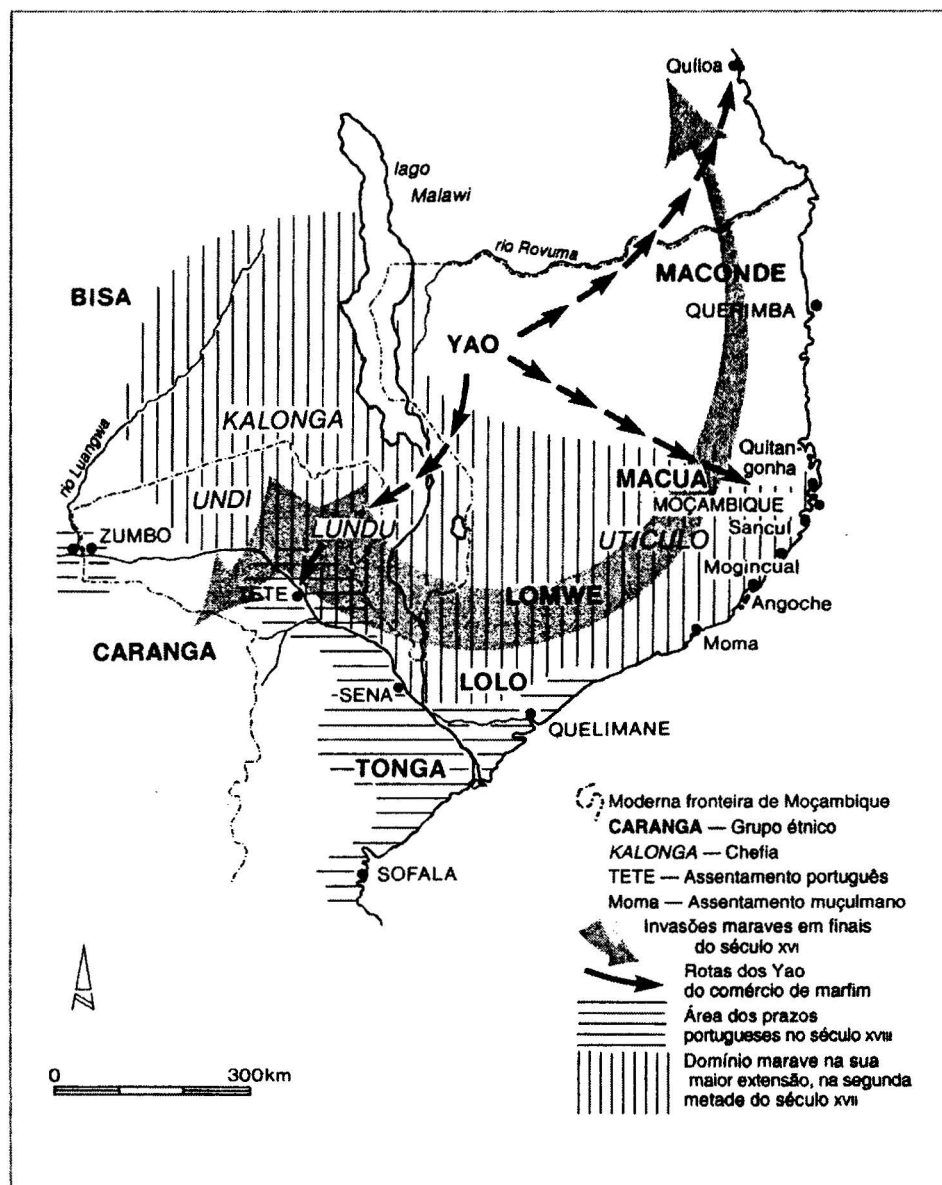 Quíloa
lago
Malawi
rio Rovuma
MACONDE
BISA
QUERIMBA
YAO
KALONGA
rio Luangwa
Quitan-
gonha
MACUA
UNDI
MOÇAMBIQUE
LUNDU
Sancul
UTICULO
ZUMBO
Mogincual
LOMWE
TETE
Angoche
CARANGA
Moma
LOLO
SENA
QUELIMANE
TONGA
SOFALA
Moderna fronteira de Moçambique
CARANGA — Grupo étnico
KALONGA — Chefia
TETE — Assentamento português
Moma — Assentamento muçulmano
Invasões maraves em finais
do século XVI
Rotas dos Yao
do comércio de marfim
Área dos prazos
portugueses no século XVIII
Domínio marave na sua
maior extensão, na segunda
metade do século XVII
N
0 300km